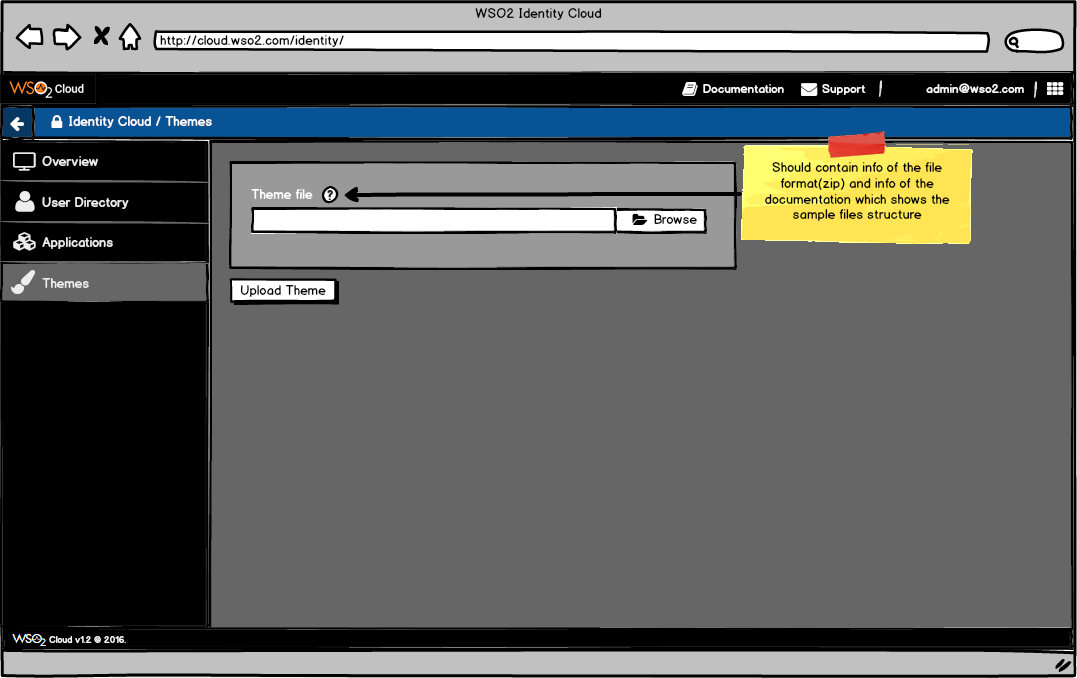 WSO2 Identity Cloud
http://cloud.wso2.com/identity/
WSO2 Cloud
Documentation
Support
admin@wso2.com
Identity Cloud / Themes
Overview
User Directory
Applications
Themes
Theme file ?
Browse
Upload Theme
Should contain info of the file
format(zip) and info of the
documentation which shows the
sample files structure
WSO2 Cloud v1.2 © 2016.